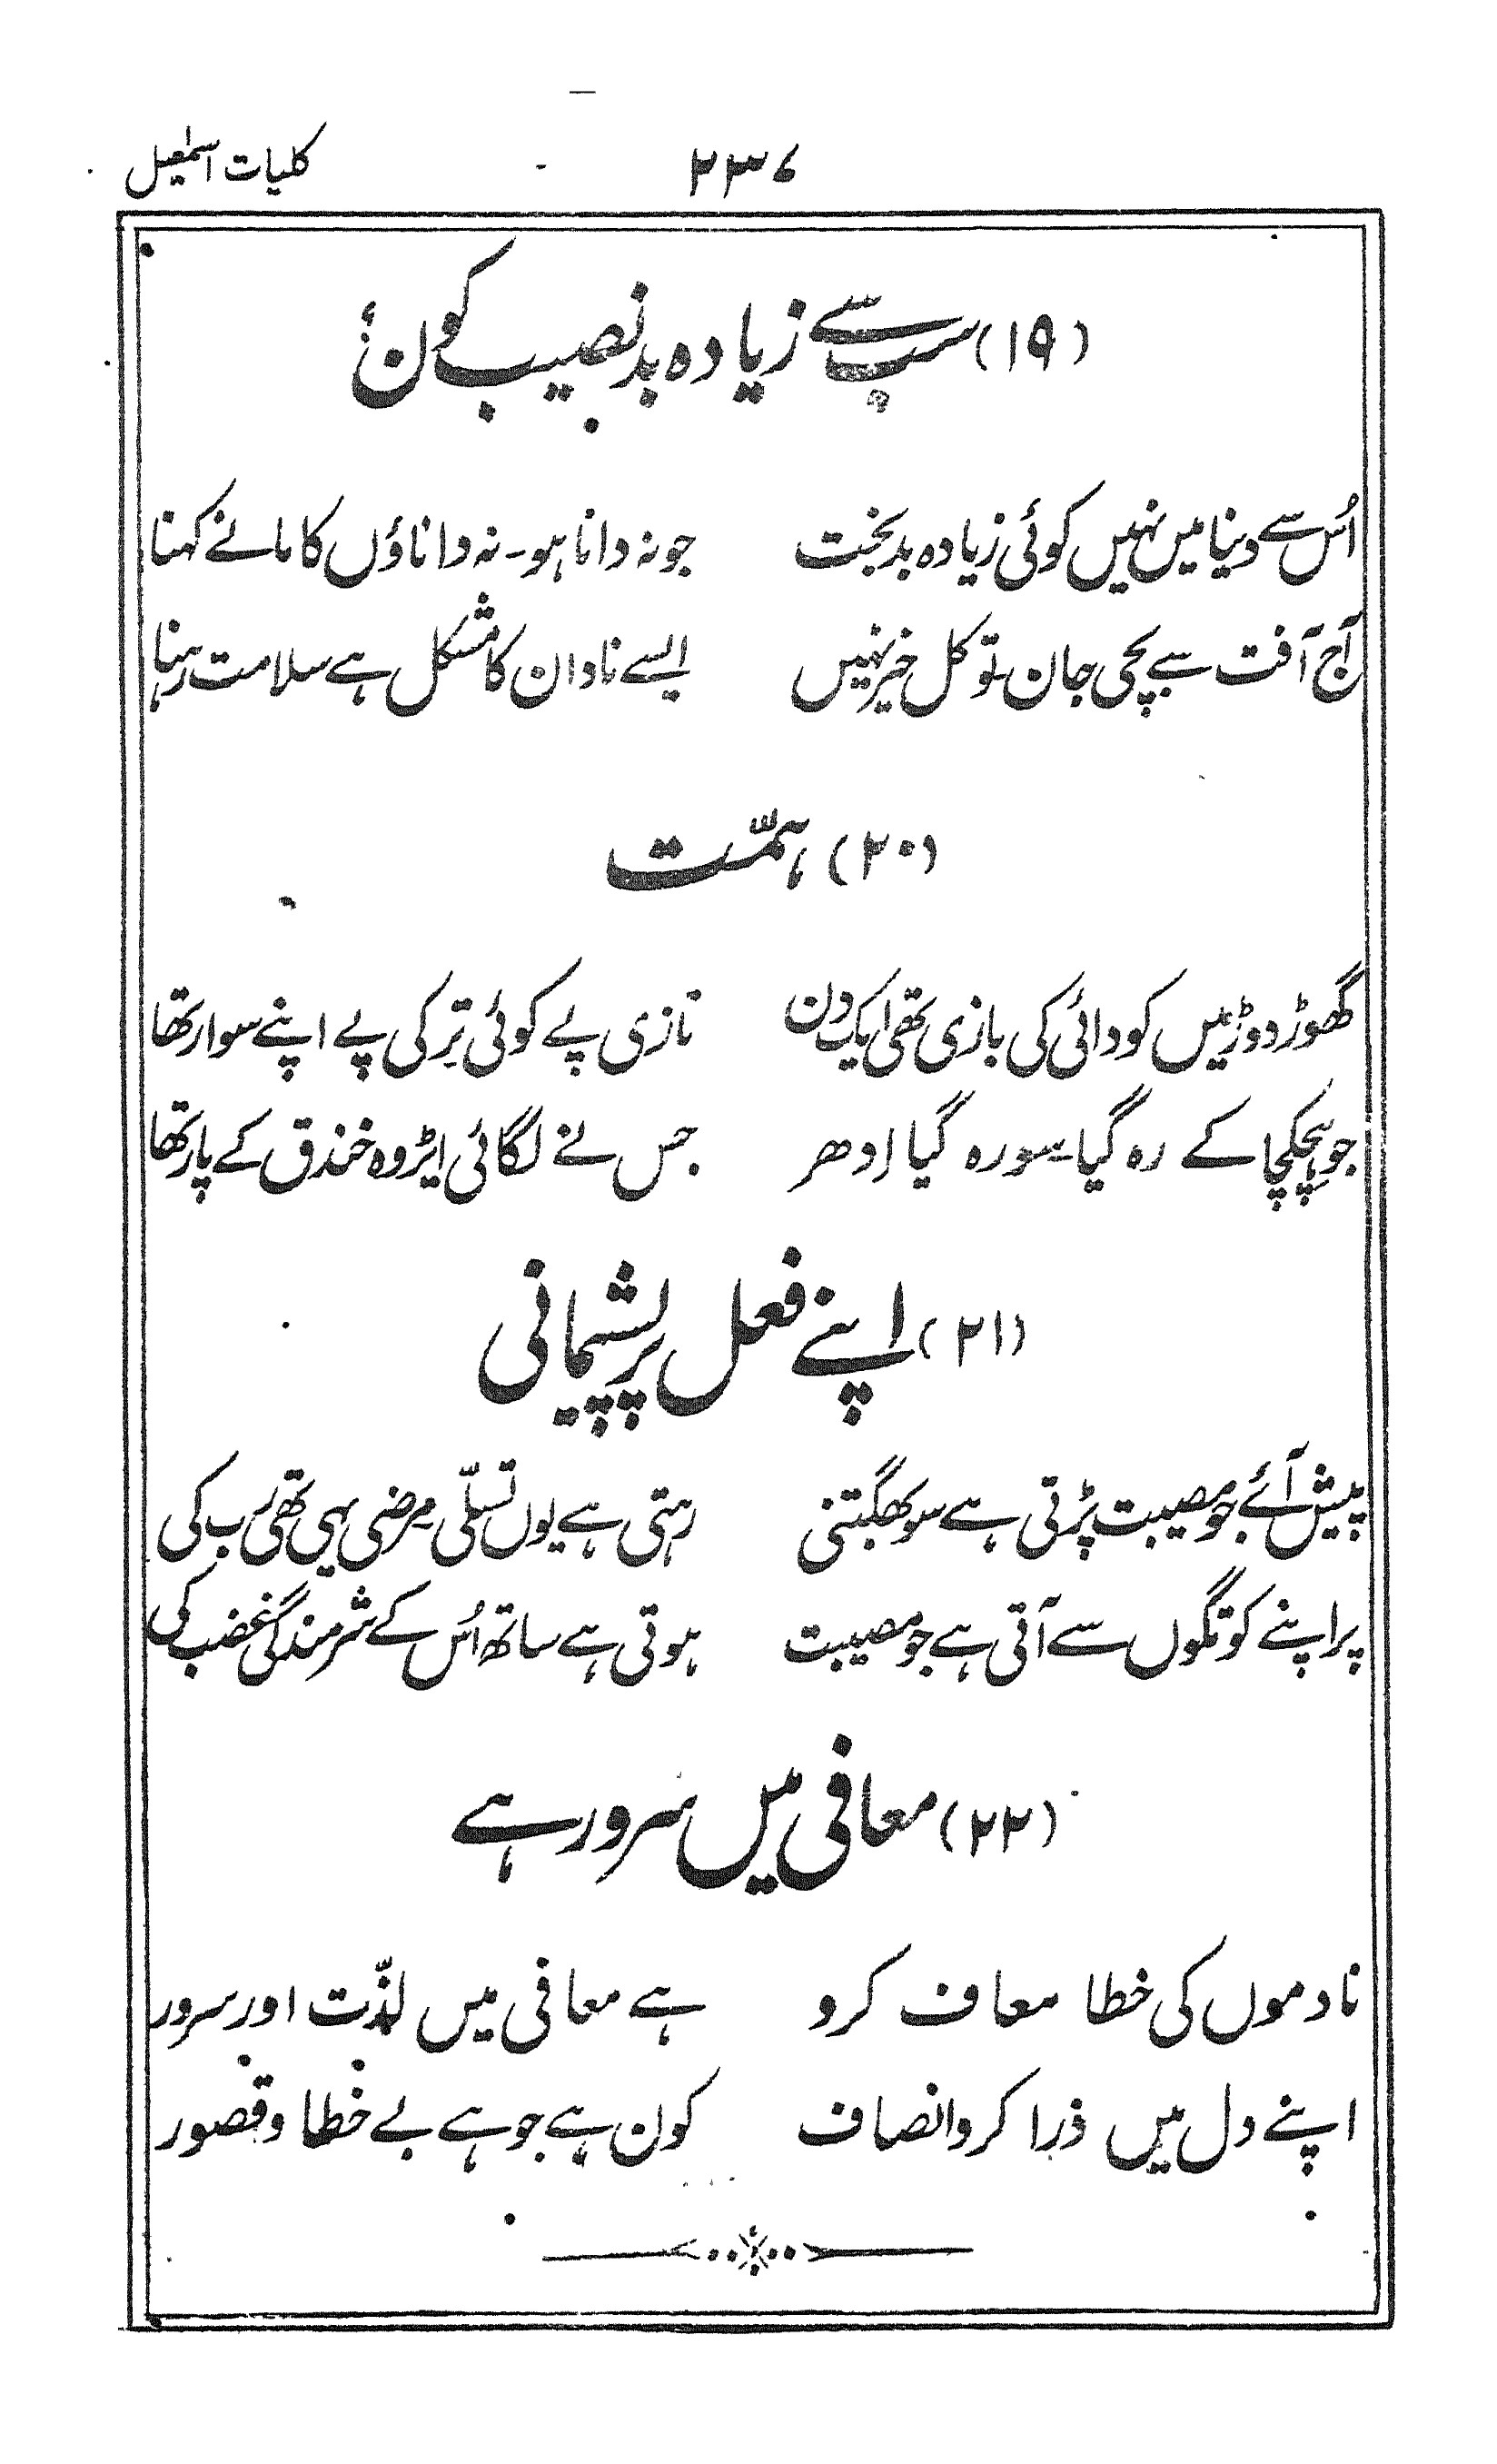 ۲۳۷ کلیات اسمٰعیل
(۱۹) سب سے زیادہ بدنصیب کون؟
اُس سے دنیا میں نہیں کوئی زیادہ بدبخت جو نہ دانا ہو۔ نہ داناؤں کا مانے کہنا
آج آفت سے بچی جان۔ تو کل خیر نہیں ایسے نادان کا مشکل ہے سلامت رہنا
(۲۰) ہمّت
گھوڑ دوڑ میں کودائی کی بازی تھی ایک دن تازی پے کوئی تِرکی پے اپنے سوار تھا
جو ہِچکچا کے رہ گیا۔ سو رہ گیا اِدھر جس نے لگائی ایڑ وہ خندق کے پار تھا
(۲۱) اپنے فعل پر پشیمانی
پیش آئے جو مصیبت پڑتی ہے سو بھگتنی رہتی ہے یوں تسلّی مرضی یہی تھی رب کی
پر اپنے کوتگوں سے آتی ہے جو مصیبت ہوتی ہے ساتھ اُس کے شرمندگی غضب کی
(۲۲) معافی میں سرور ہے
نادموں کی خطا معاف کرو ہے معافی میں لذّت اور سرور
اپنے دل میں ذرا کرو انصاف کون ہے جو ہے بے خطا و قصور